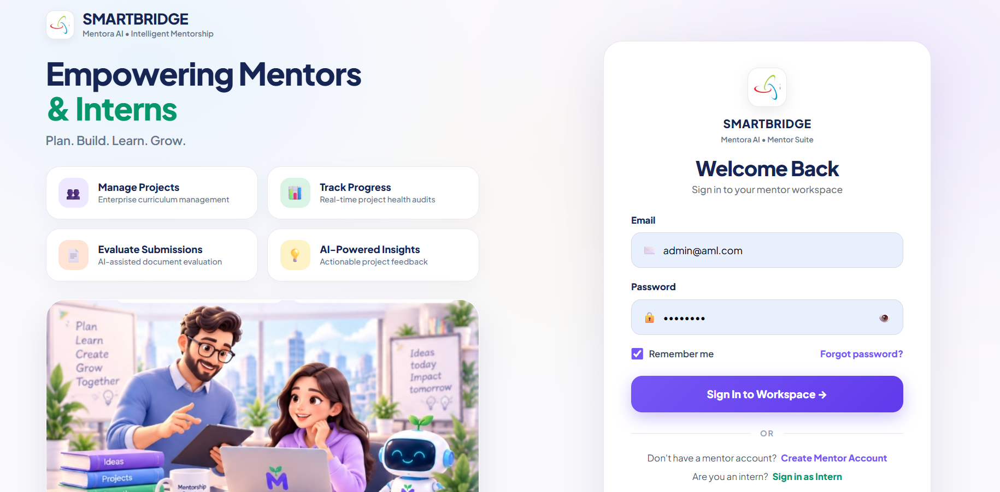 SMARTBRIDGE
Mentora AI • Intelligent Mentorship
Empowering Mentors
& Interns
Plan. Build. Learn. Grow.
Manage Projects
Enterprise curriculum management
Track Progress
Real-time project health audits
Evaluate Submissions
AI-assisted document evaluation
AI-Powered Insights
Actionable project feedback
Plan
Learn
Create
Grow
Together
Ideas
today
Impact
tomorrow
Ideas
Projects
Mentorship
M
SMARTBRIDGE
Mentora AI • Mentor Suite
Welcome Back
Sign in to your mentor workspace
Email
admin@aml.com
Password
••••••••
Remember me
Forgot password?
Sign In to Workspace →
OR
Don't have a mentor account? Create Mentor Account
Are you an intern? Sign in as Intern